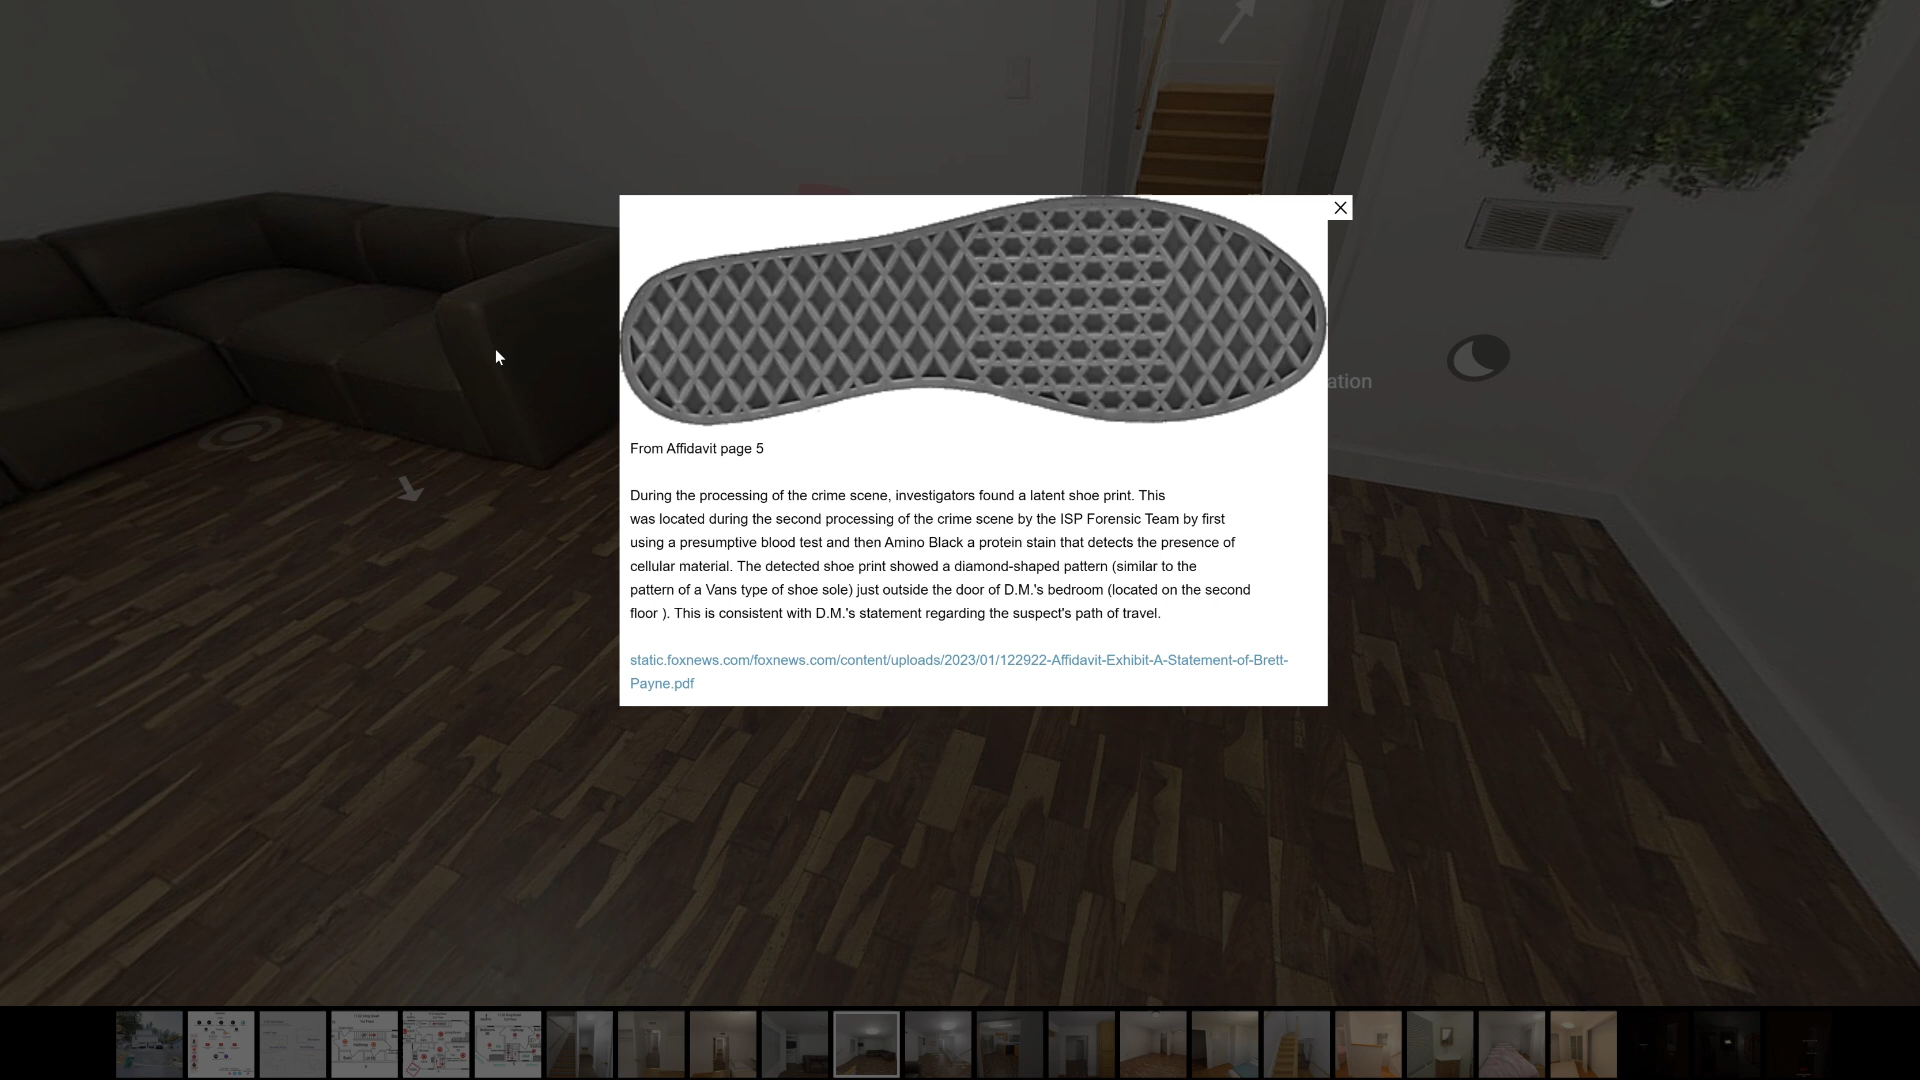 From Affidavit page 5
During the processing of the crime scene, investigators found a latent shoe print. This
was located during the second processing of the crime scene by the ISP Forensic Team by first
using a presumptive blood test and then Amino Black a protein stain that detects the presence of
cellular material. The detected shoe print showed a diamond-shaped pattern (similar to the
pattern of a Vans type of shoe sole) just outside the door of D.M.'s bedroom (located on the second
floor ). This is consistent with D.M.'s statement regarding the suspect's path of travel.
static.foxnews.com/foxnews.com/content/uploads/2023/01/122922-Affidavit-Exhibit-A-Statement-of-Brett-
Payne.pdf